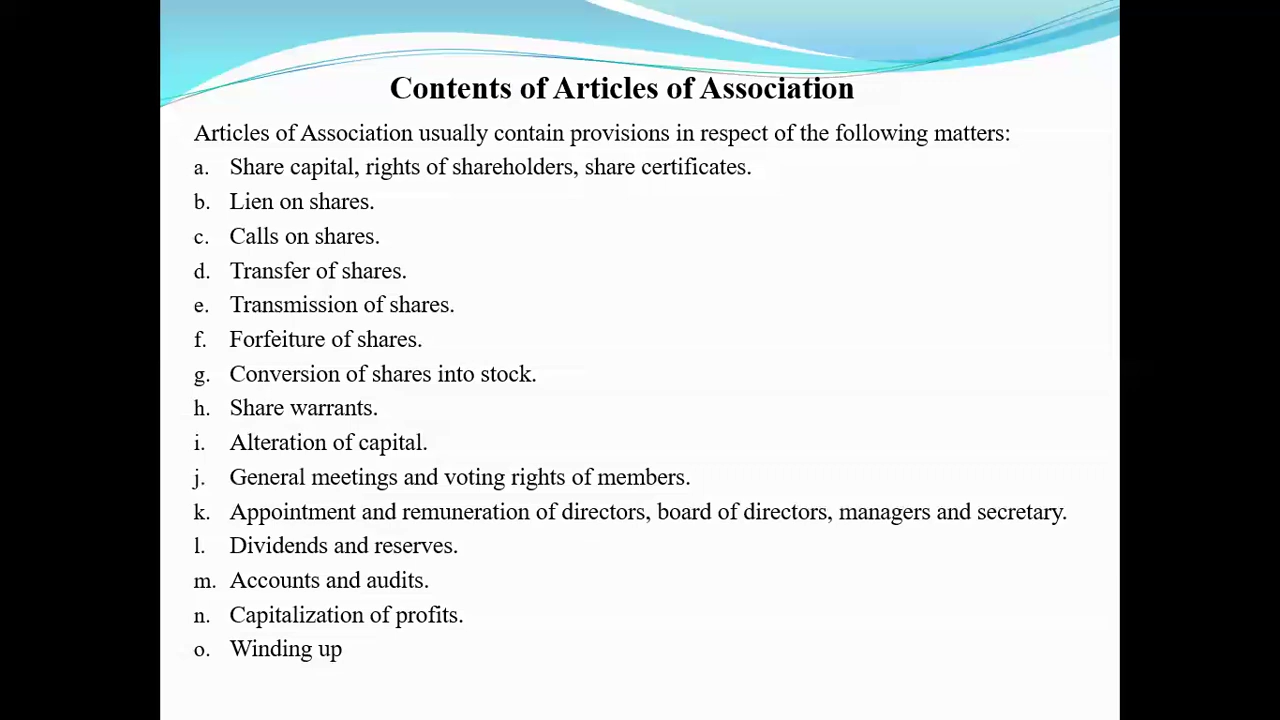 Contents of Articles of Association
Articles of Association usually contain provisions in respect of the following matters:
a. Share capital, rights of shareholders, share certificates.
b. Lien on shares.
c. Calls on shares.
d. Transfer of shares.
e. Transmission of shares.
f. Forfeiture of shares.
g. Conversion of shares into stock.
h. Share warrants.
i. Alteration of capital.
j. General meetings and voting rights of members.
k. Appointment and remuneration of directors, board of directors, managers and secretary.
l. Dividends and reserves.
m. Accounts and audits.
n. Capitalization of profits.
o. Winding up